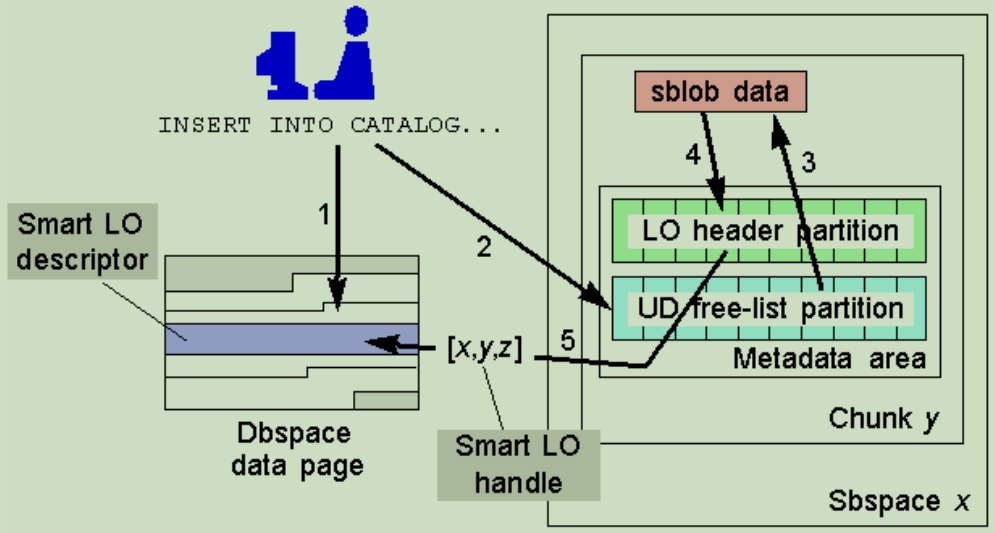 INSERT INTO CATALOG...
sblob data
4
3
1
2
Smart LO
descriptor
LO header partition
UD free-list partition
[x,y,z]
5
Metadata area
Chunk y
Dbspace
data page
Smart LO
handle
Sbspace x